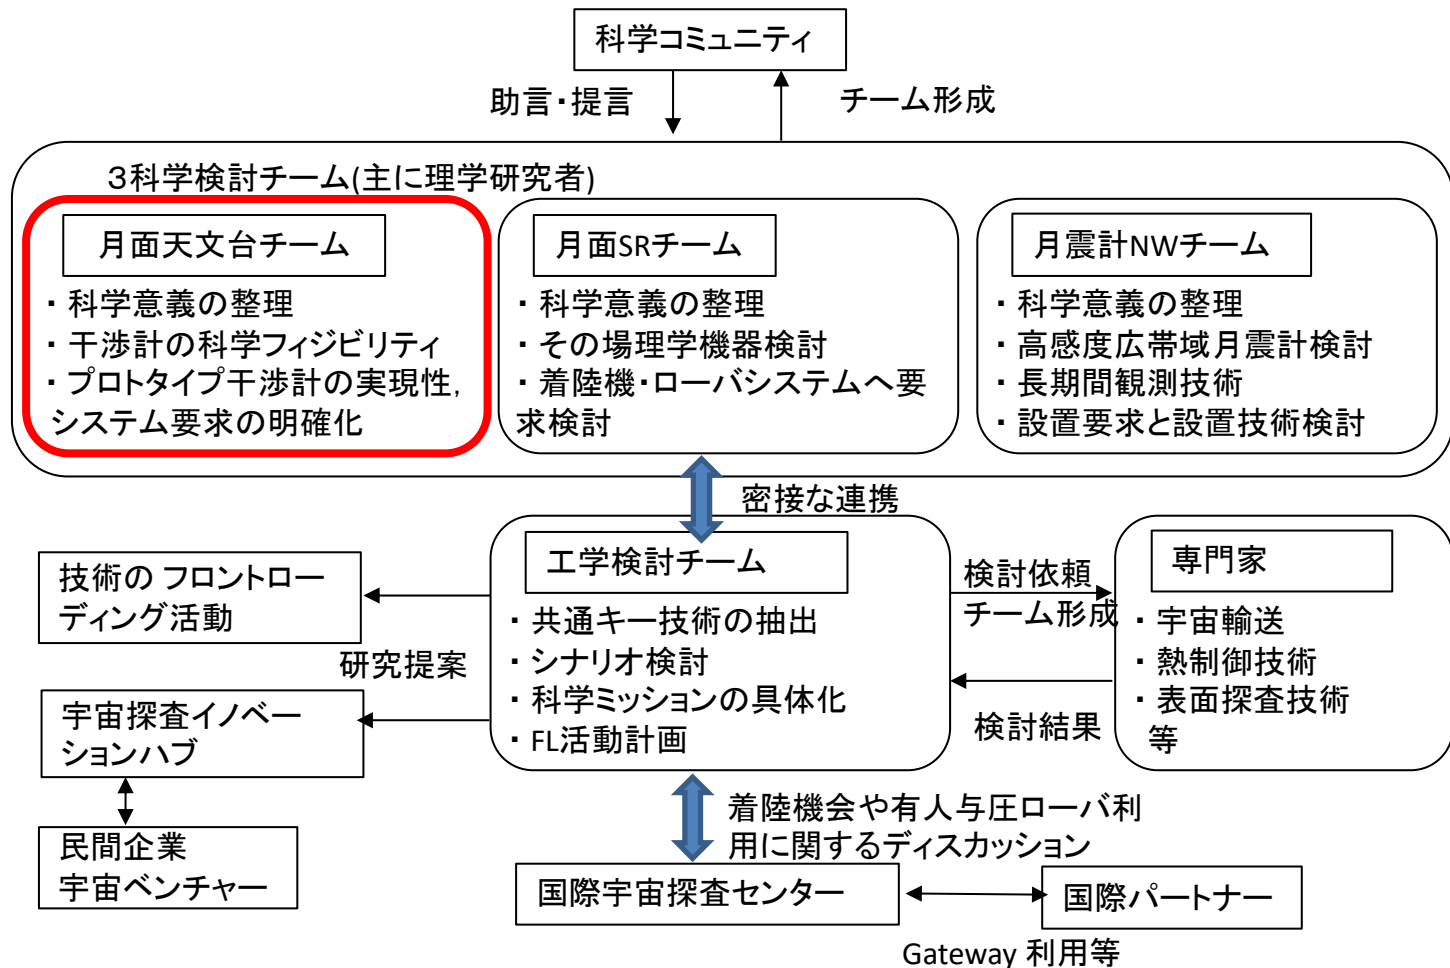 科学コミュニティ
助言・提言
チーム形成
３科学検討チーム(主に理学研究者)
月面天文台チーム
・ 科学意義の整理
・ 干渉計の科学フィジビリティ
・ プロトタイプ干渉計の実現性,
システム要求の明確化
月面SRチーム
・ 科学意義の整理
・ その場理学機器検討
・ 着陸機・ローバシステムへ要
求検討
月震計NWチーム
・ 科学意義の整理
・ 高感度広帯域月震計検討
・ 長期間観測技術
・ 設置要求と設置技術検討
密接な連携
工学検討チーム
・ 共通キー技術の抽出
・ シナリオ検討
・ 科学ミッションの具体化
・ FL活動計画
技術の フロントロー
ディング活動
研究提案
宇宙探査イノベー
ションハブ
民間企業
宇宙ベンチャー
検討依頼
チーム形成
検討結果
専門家
・ 宇宙輸送
・ 熱制御技術
・ 表面探査技術
等
着陸機会や有人与圧ローバ利
用に関するディスカッション
国際宇宙探査センター
国際パートナー
Gateway 利用等